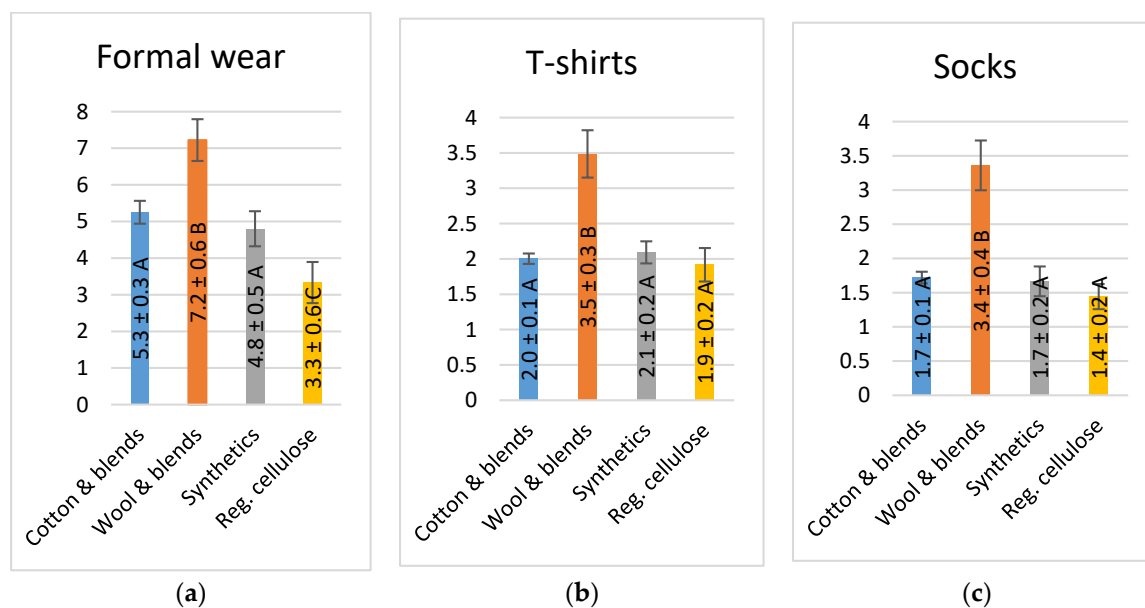 Formal wear
8
7
6
5
4
3
2
1
0
5.3 ± 0.3 A
7.2 ± 0.6 B
4.8 ± 0.5 A
3.3 ± 0.6 C
Cotton & blends
Wool & blends
Synthetics
Reg. cellulose
(a)
T-shirts
4
3.5
3
2.5
2
1.5
1
0.5
0
2.0 ± 0.1 A
3.5 ± 0.3 B
2.1 ± 0.2 A
1.9 ± 0.2 A
Cotton & blends
Wool & blends
Synthetics
Reg. cellulose
(b)
Socks
4
3.5
3
2.5
2
1.5
1
0.5
0
1.7 ± 0.1 A
3.4 ± 0.4 B
1.7 ± 0.2 A
1.4 ± 0.2 A
Cotton & blends
Wool & blends
Synthetics
Reg. cellulose
(c)